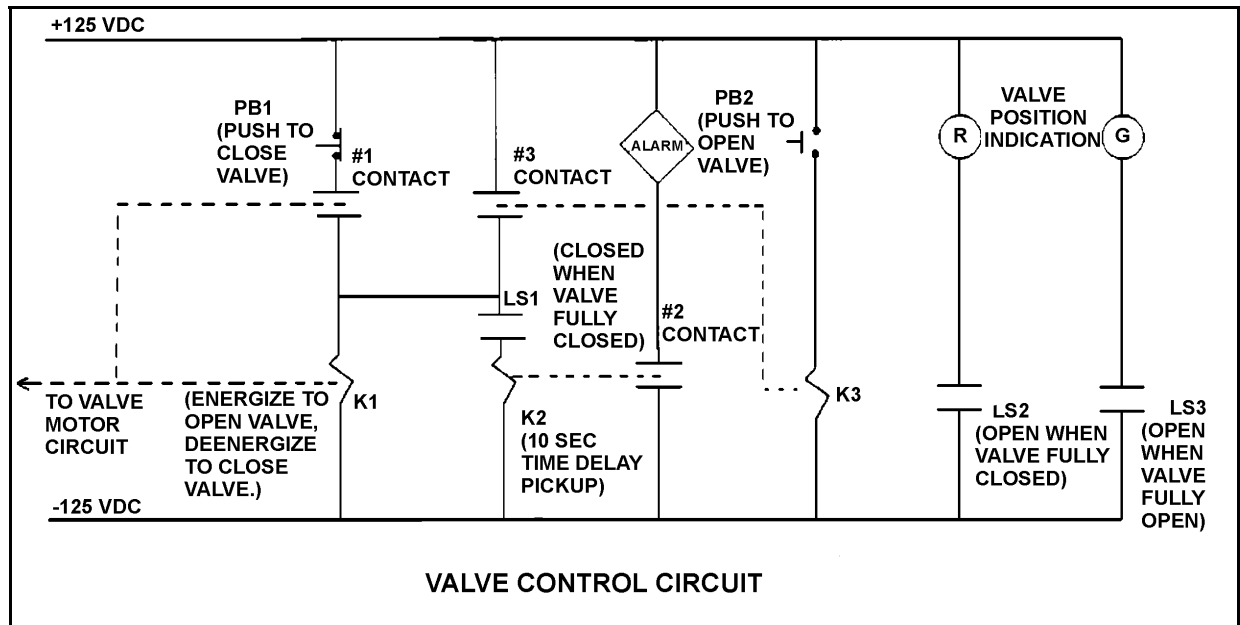 +125 VDC
PB1
(PUSH TO
CLOSE
VALVE)
#1
CONTACT
#3
CONTACT
ALARM
PB2
(PUSH TO
OPEN
VALVE)
R
VALVE
POSITION
INDICATION
G
(CLOSED
WHEN
VALVE
FULLY
CLOSED)
LS1
#2
CONTACT
TO VALVE
MOTOR
CIRCUIT
(ENERGIZE TO
OPEN VALVE,
DEENERGIZE
TO CLOSE
VALVE.)
K1
K2
(10 SEC
TIME DELAY
PICKUP)
K3
LS2
(OPEN WHEN
VALVE FULLY
CLOSED)
LS3
(OPEN
WHEN
VALVE
FULLY
OPEN)
-125 VDC
VALVE CONTROL CIRCUIT